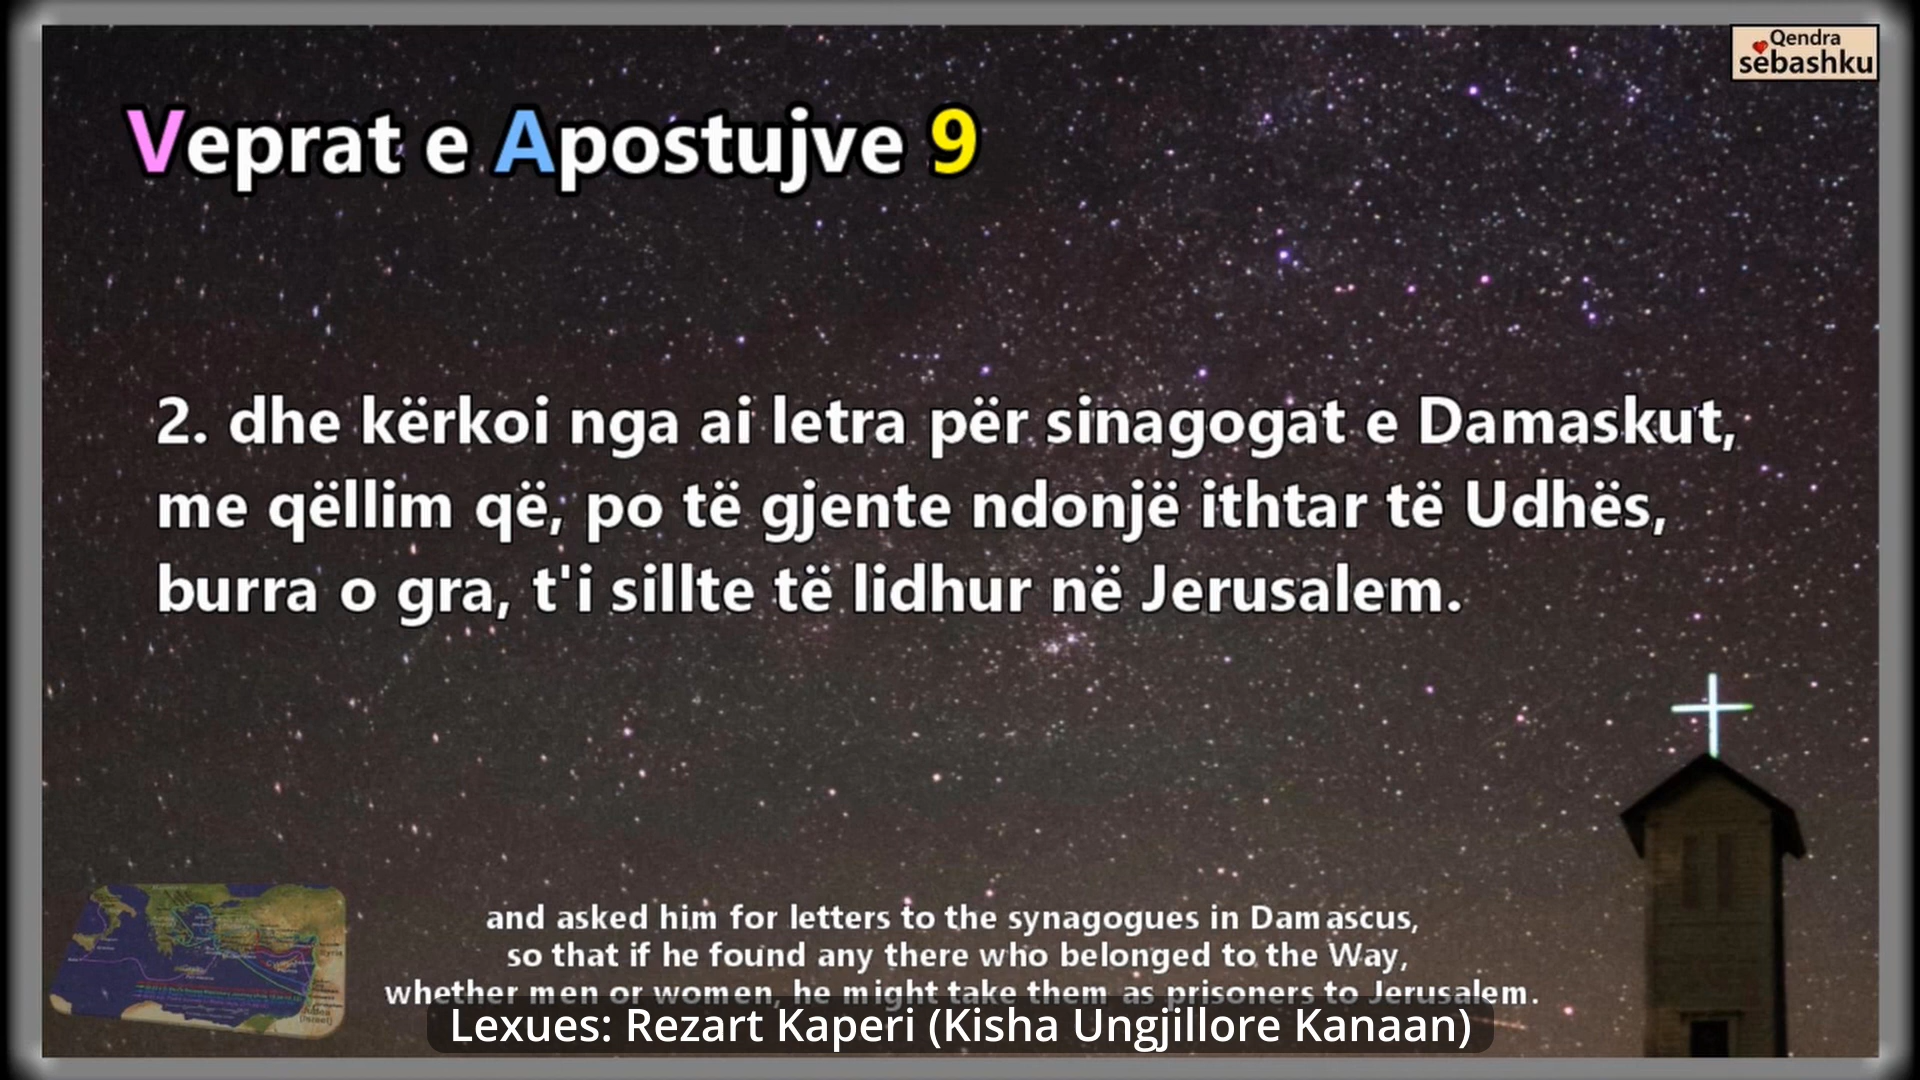 Qendra
sebashku
Veprat e Apostujve 9
2. dhe kërkoi nga ai letra për sinagogat e Damaskut,
me qëllim që, po të gjente ndonjë ithtar të Udhës,
burra o gra, t'i sillte të lidhur në Jerusalem.
and asked him for letters to the synagogues in Damascus,
so that if he found any there who belonged to the Way,
whether men or women, he might take them as prisoners to Jerusalem.
Lexues: Rezart Kaperi (Kisha Ungjillore Kanaan)